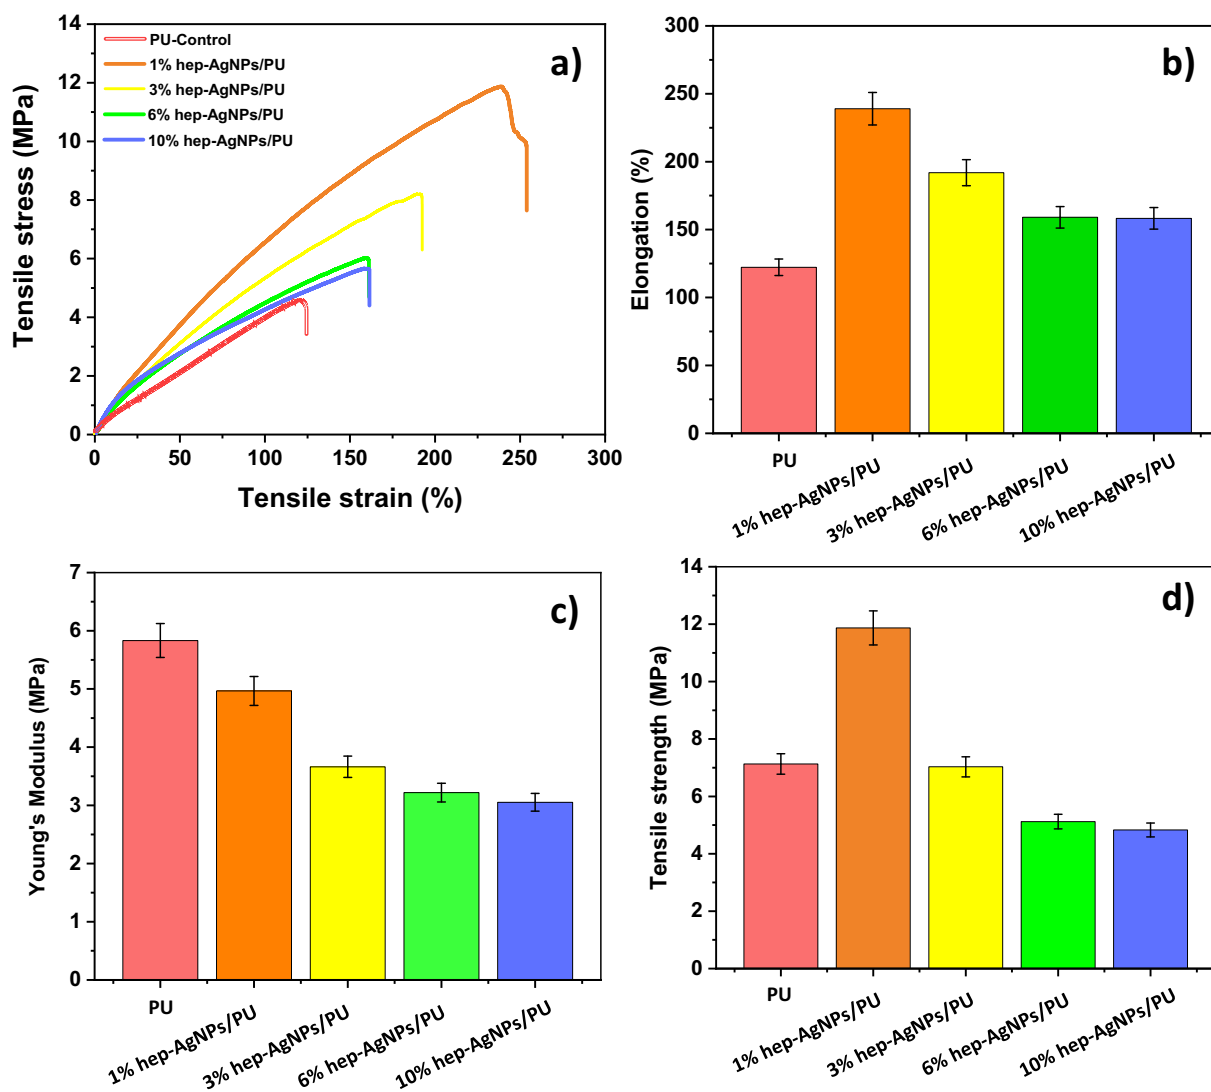 a)
Tensile stress (MPa)
14
12
10
8
6
4
2
0
PU-Control
1% hep-AgNPs/PU
3% hep-AgNPs/PU
6% hep-AgNPs/PU
10% hep-AgNPs/PU
0 50 100 150 200 250 300
Tensile strain (%)
b)
Elongation (%)
300
250
200
150
100
50
0
PU
1% hep-AgNPs/PU
3% hep-AgNPs/PU
6% hep-AgNPs/PU
10% hep-AgNPs/PU
c)
Young's Modulus (MPa)
7
6
5
4
3
2
1
0
PU
1% hep-AgNPs/PU
3% hep-AgNPs/PU
6% hep-AgNPs/PU
10% hep-AgNPs/PU
d)
Tensile strength (MPa)
14
12
10
8
6
4
2
0
PU
1% hep-AgNPs/PU
3% hep-AgNPs/PU
6% hep-AgNPs/PU
10% hep-AgNPs/PU